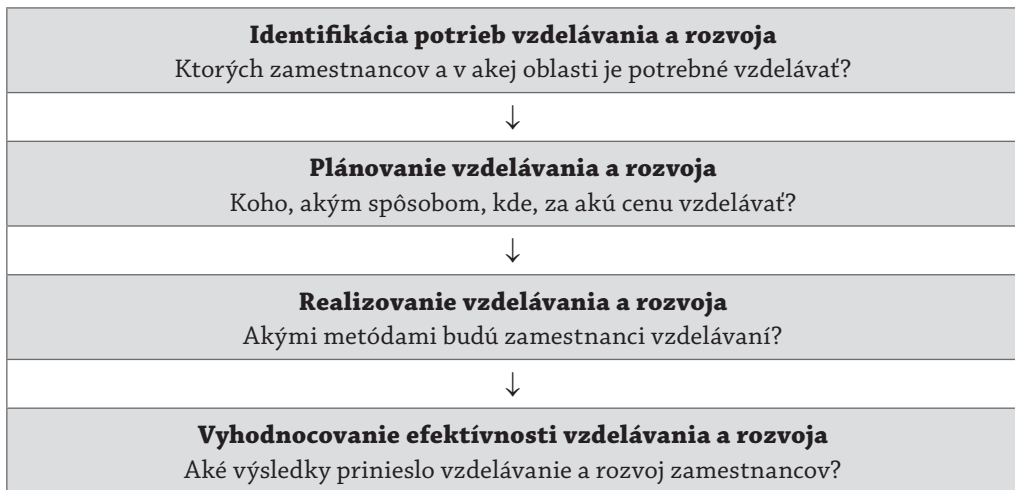 Identifikácia potrieb vzdelávania a rozvoja
Ktorých zamestnancov a v akej oblasti je potrebné vzdelávať?
↓
Plánovanie vzdelávania a rozvoja
Koho, akým spôsobom, kde, za akú cenu vzdelávať?
↓
Realizovanie vzdelávania a rozvoja
Akými metódami budú zamestnanci vzdelávaní?
↓
Vyhodnocovanie efektívnosti vzdelávania a rozvoja
Aké výsledky prinieslo vzdelávanie a rozvoj zamestnancov?